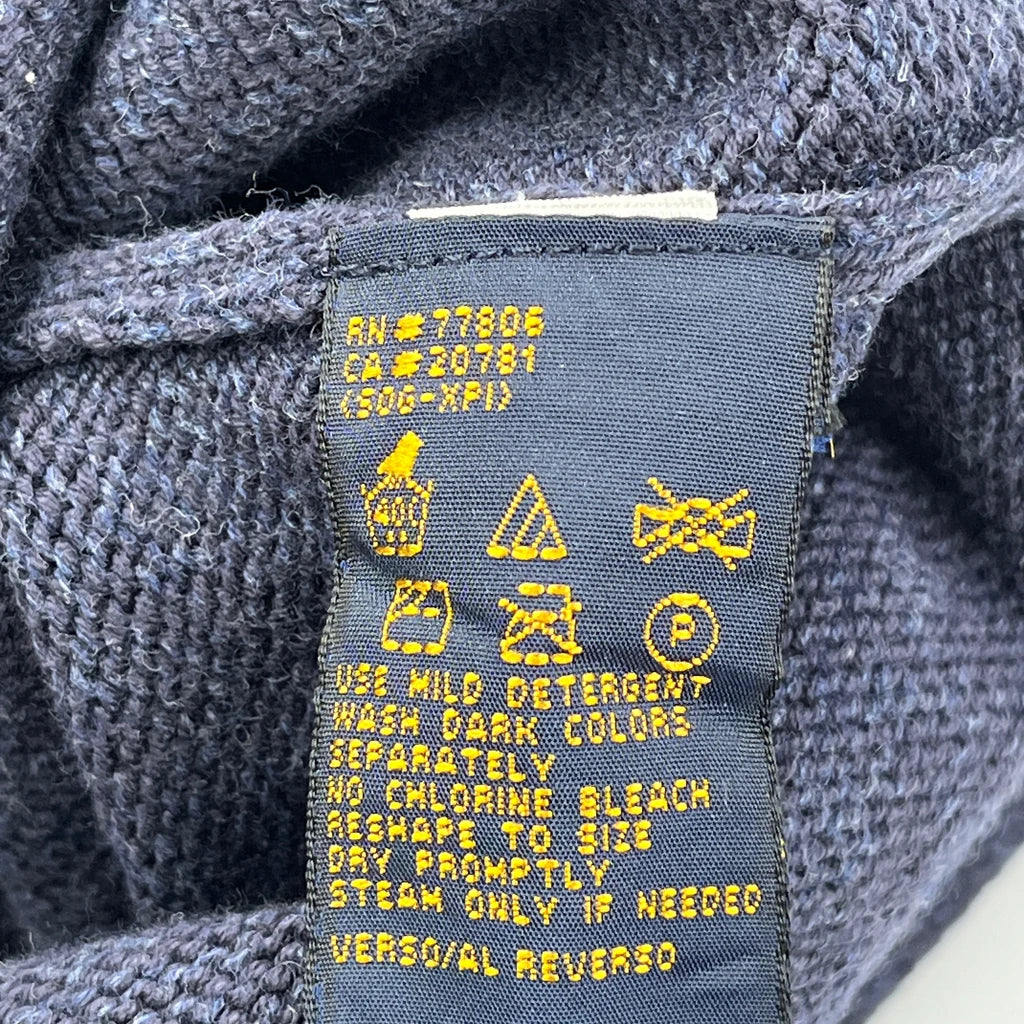 RN#77806
CA#20781
(506-XPI)
P
USE MILD DETERGENT
WASH DARK COLORS
SEPARATELY
NO CHLORINE BLEACH
RESHAPE TO SIZE
DRY PROMPTLY
STEAM ONLY IF NEEDED
VERSO/AL REVERSO